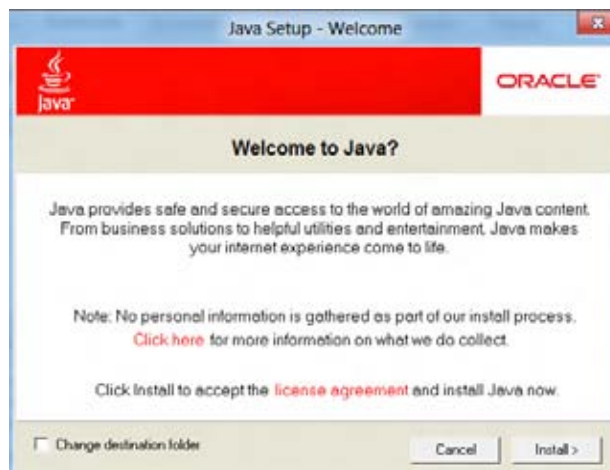 Java Setup - Welcome
Java
ORACLE
Welcome to Java?
Java provides safe and secure access to the world of amazing Java content.
From business solutions to helpful utilities and entertainment, Java makes
your internet experience come to life.
Note: No personal information is gathered as part of our install process.
Click here for more information on what we do collect.
Click Install to accept the license agreement and install Java now.
Change destination folder
Cancel
Install >